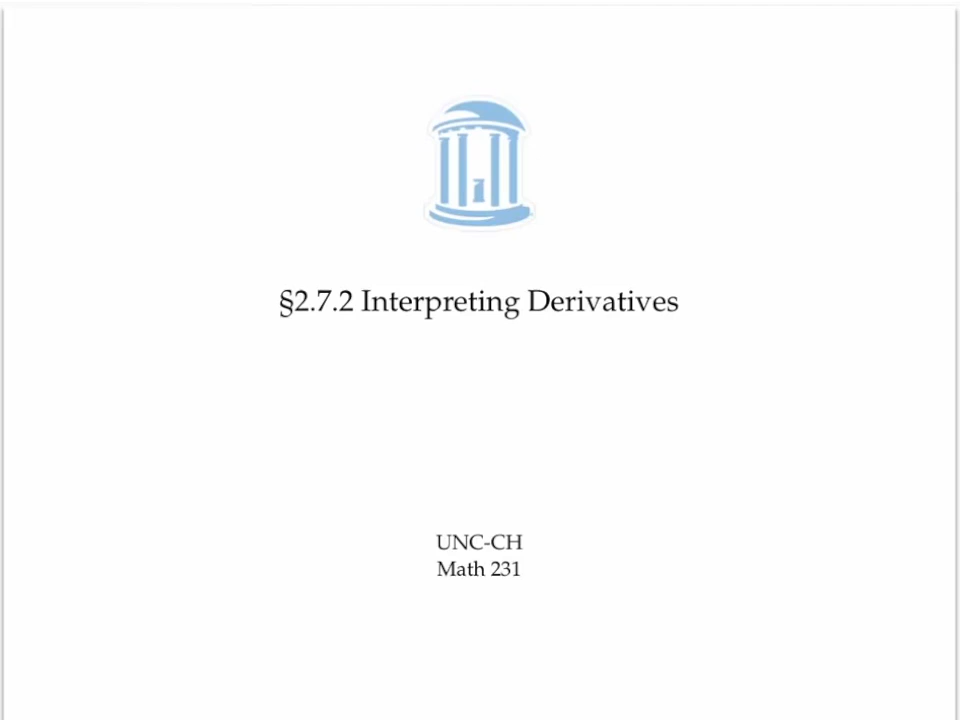 §2.7.2 Interpreting Derivatives
UNC-CH
Math 231